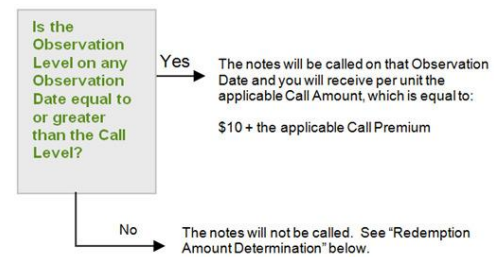 Is the
Observation
Level on any
Observation
Date equal to
or greater
than the Call
Level?
Yes
The notes will be called on that Observation
Date and you will receive per unit the
applicable Call Amount, which is equal to:
$10 + the applicable Call Premium
No
The notes will not be called. See “Redemption
Amount Determination” below.